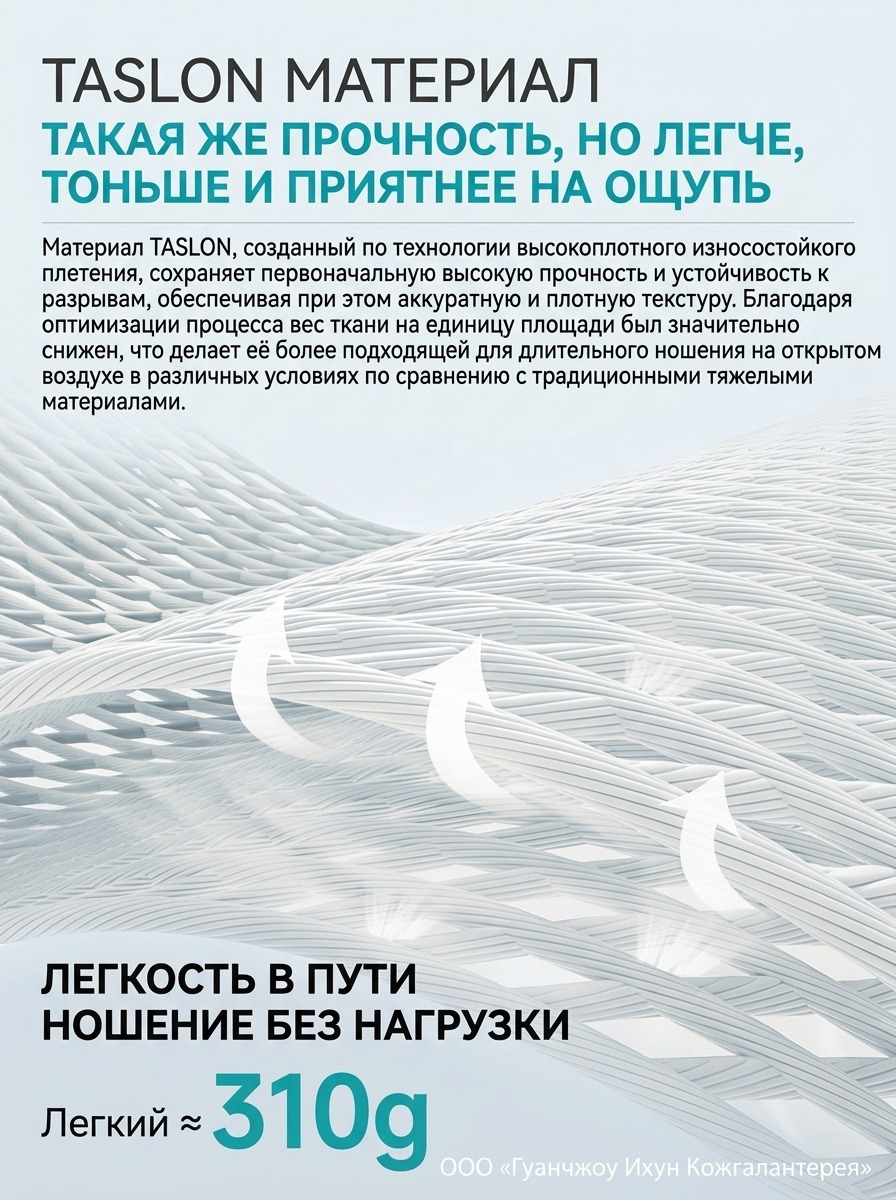 TASLON МАТЕРИАЛ
ТАКАЯ ЖЕ ПРОЧНОСТЬ, НО ЛЕГЧЕ,
ТОНЬШЕ И ПРИЯТНЕЕ НА ОЩУПЬ
Материал TASLON, созданный по технологии высокоплотного износостойкого
плетения, сохраняет первоначальную высокую прочность и устойчивость к
разрывам, обеспечивая при этом аккуратную и плотную текстуру. Благодаря
оптимизации процесса вес ткани на единицу площади был значительно
снижен, что делает её более подходящей для длительного ношения на открытом
воздухе в различных условиях по сравнению с традиционными тяжелыми
материалами.
ЛЕГКОСТЬ В ПУТИ
НОШЕНИЕ БЕЗ НАГРУЗКИ
Легкий ≈ 310g
ООО «Гуанчжоу Ихун Кожгалантерея»